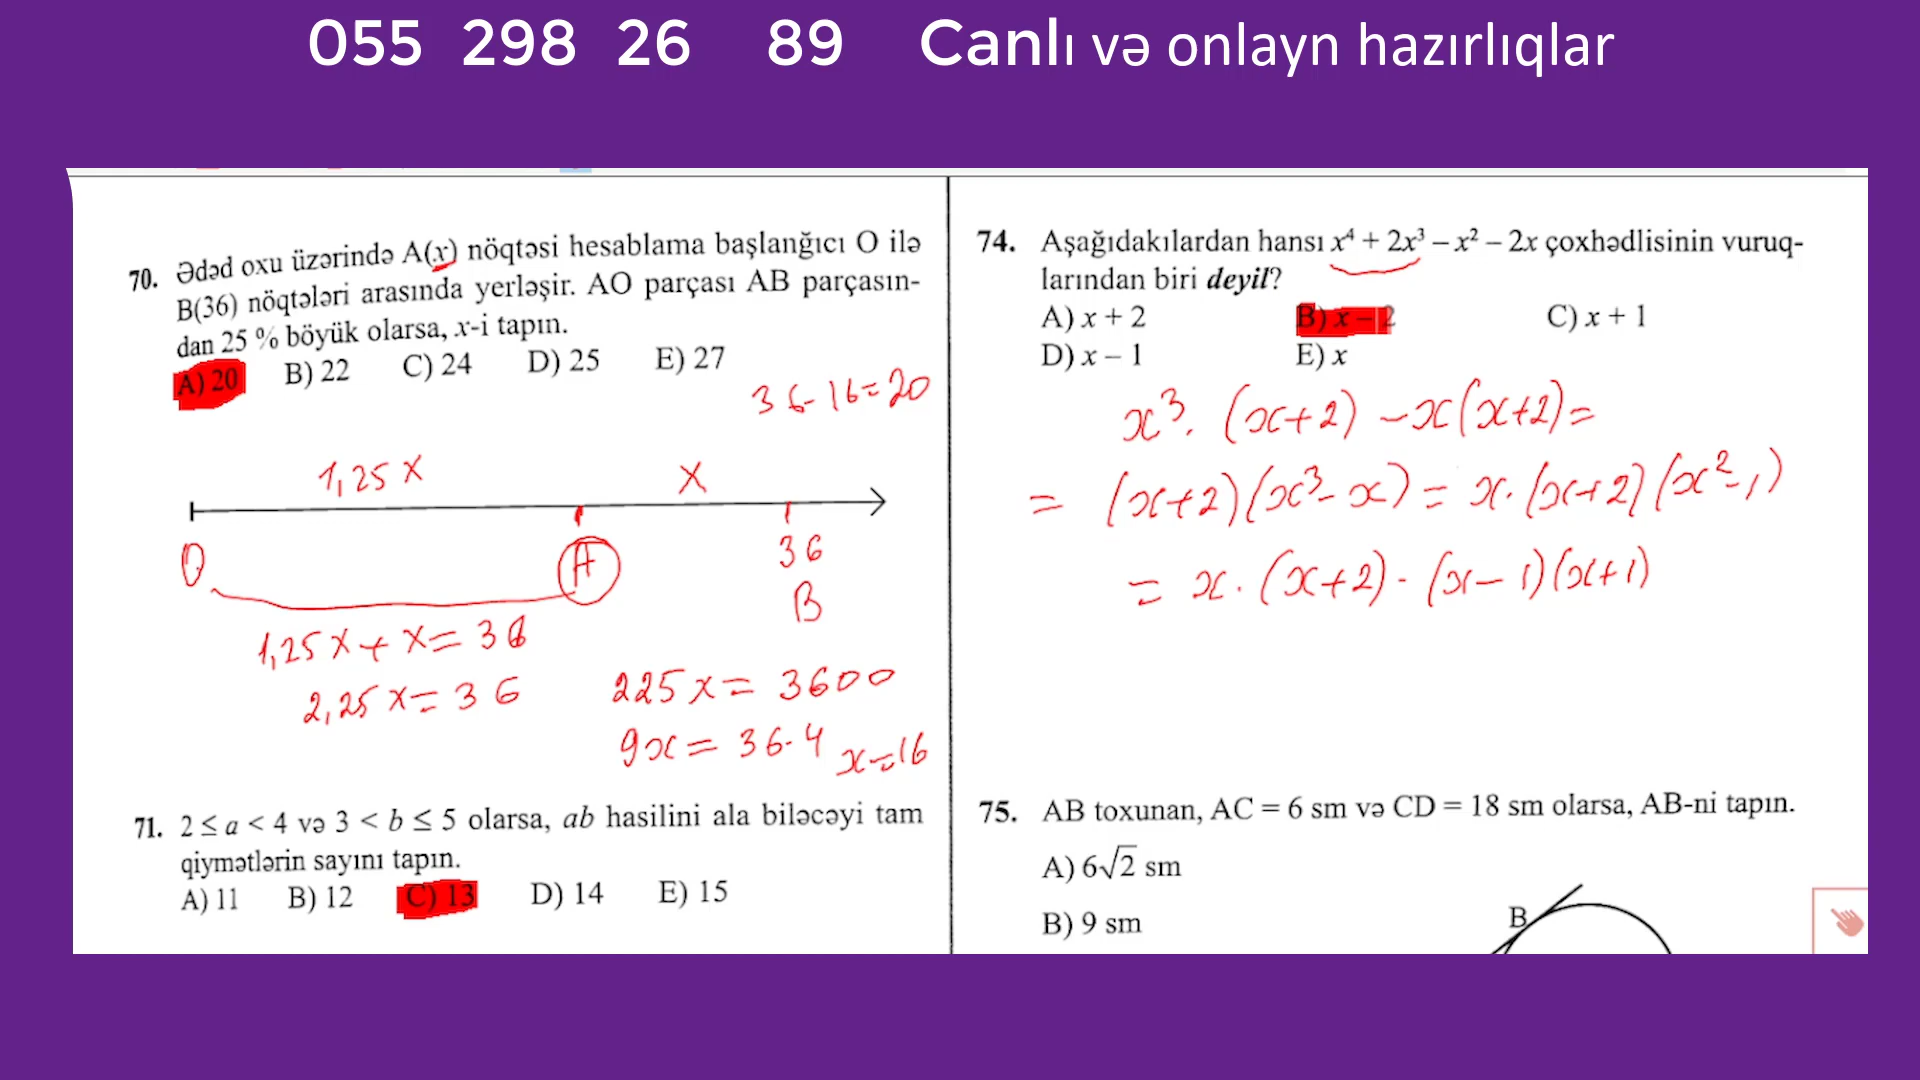 055 298 26 89 Canlı və onlayn hazırlıqlar
70. Ədəd oxu üzərində A(x) nöqtəsi hesablama başlanğıcı O ilə
B(36) nöqtələri arasında yerləşir. AO parçası AB parçasın-
dan 25 % böyük olarsa, x-i tapın.
A) 20 B) 22 C) 24 D) 25 E) 27
36-16=20
1,25x x
O A 36
B
1,25x+x=36
2,25x=36
225x=3600
9x=36·4 x=16
71. 2 ≤ a < 4 və 3 < b ≤ 5 olarsa, ab hasilini ala biləcəyi tam
qiymətlərin sayını tapın.
A) 11 B) 12 C) 13 D) 14 E) 15
74. Aşağıdakılardan hansı x⁴ + 2x³ – x² – 2x çoxhədlisinin vuruq-
larından biri deyil?
A) x + 2 B) x – 2 C) x + 1
D) x – 1 E) x
x³·(x+2)-x(x+2)=
=(x+2)(x³-x)=x·(x+2)(x²-1)
=x·(x+2)·(x-1)(x+1)
75. AB toxunan, AC = 6 sm və CD = 18 sm olarsa, AB-ni tapın.
A) 6√2 sm
B) 9 sm
B